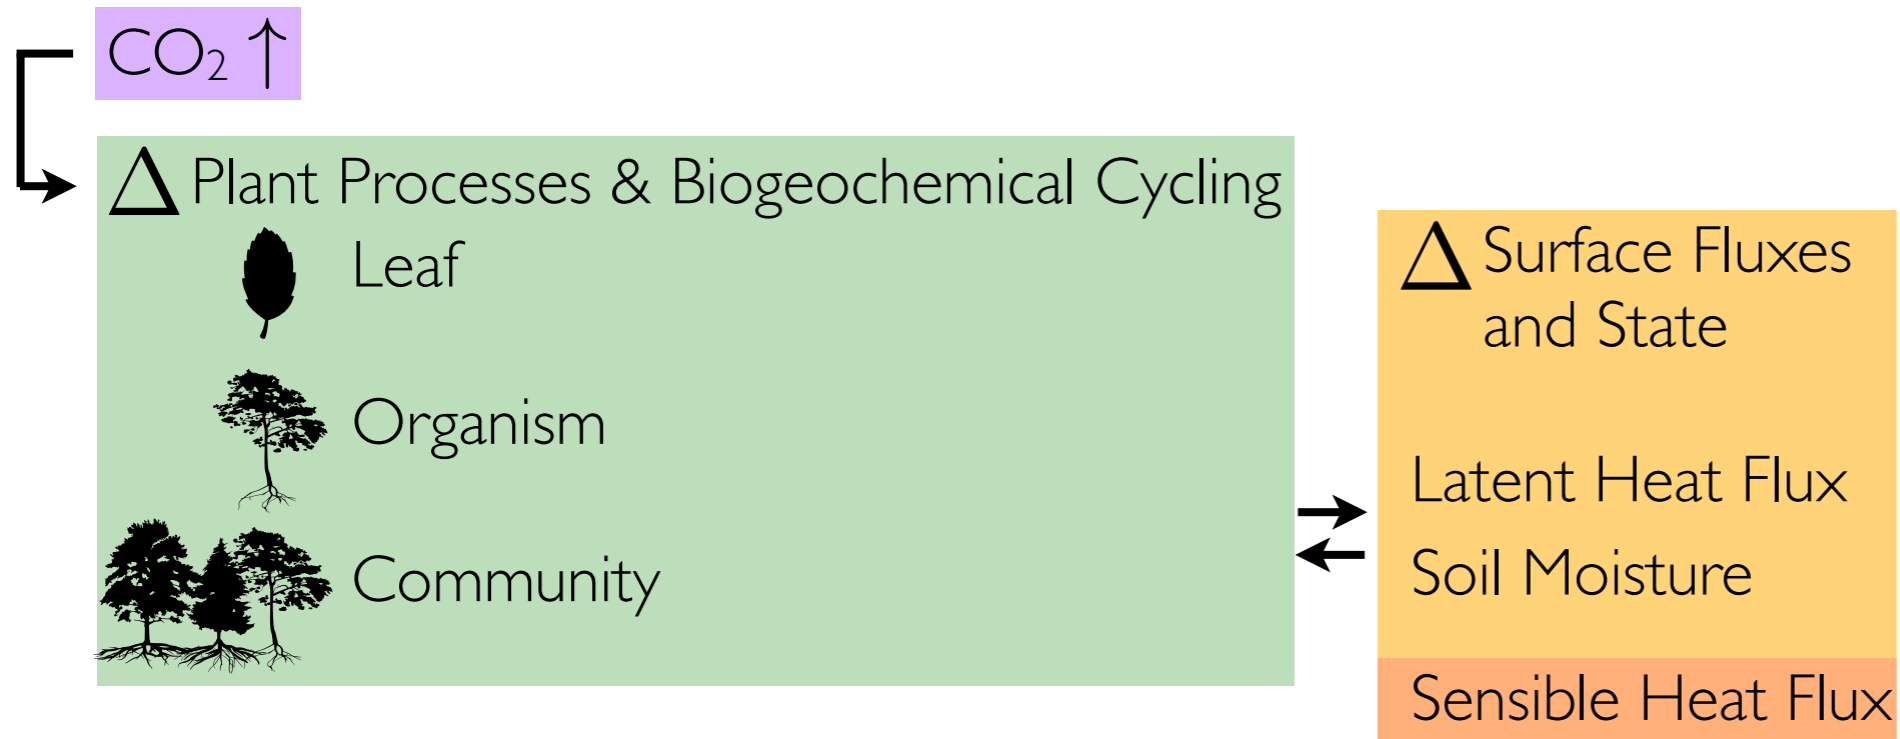 CO₂ ↑
Δ Plant Processes & Biogeochemical Cycling
Leaf
Organism
Community
Δ Surface Fluxes
and State
Latent Heat Flux
Soil Moisture
Sensible Heat Flux